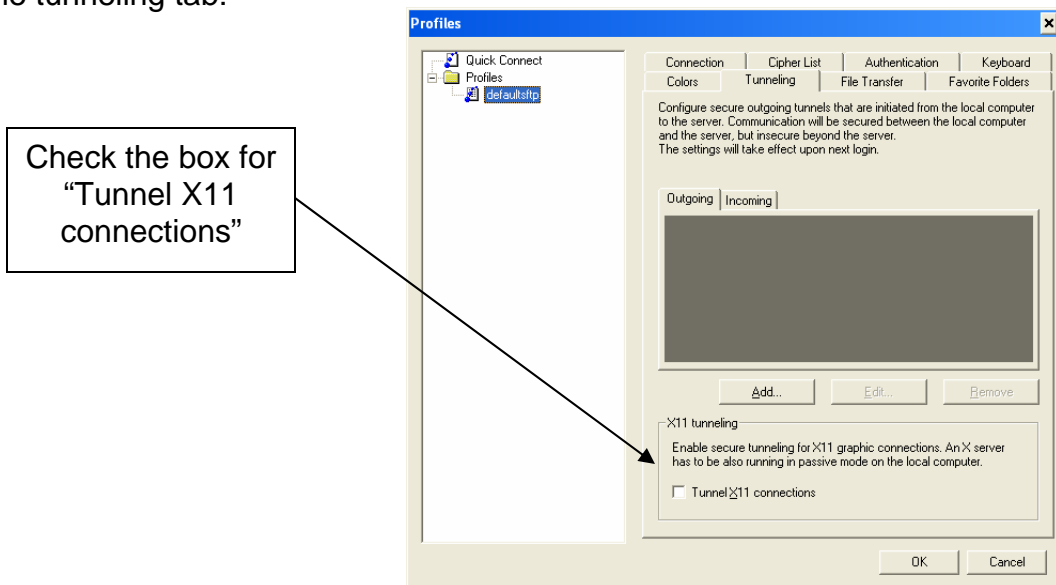 tunneling tab.
Check the box for
“Tunnel X11
connections”
Profiles
Quick Connect
Profiles
defaultsftp
Connection
Cipher List
Authentication
Keyboard
Colors
Tunneling
File Transfer
Favorite Folders
Configure secure outgoing tunnels that are initiated from the local computer
to the server. Communication will be secured between the local computer
and the server, but insecure beyond the server.
The settings will take effect upon next login.
Outgoing
Incoming
Add...
Edit...
Remove
X11 tunneling
Enable secure tunneling for X11 graphic connections. An X server
has to be also running in passive mode on the local computer.
Tunnel X11 connections
OK
Cancel